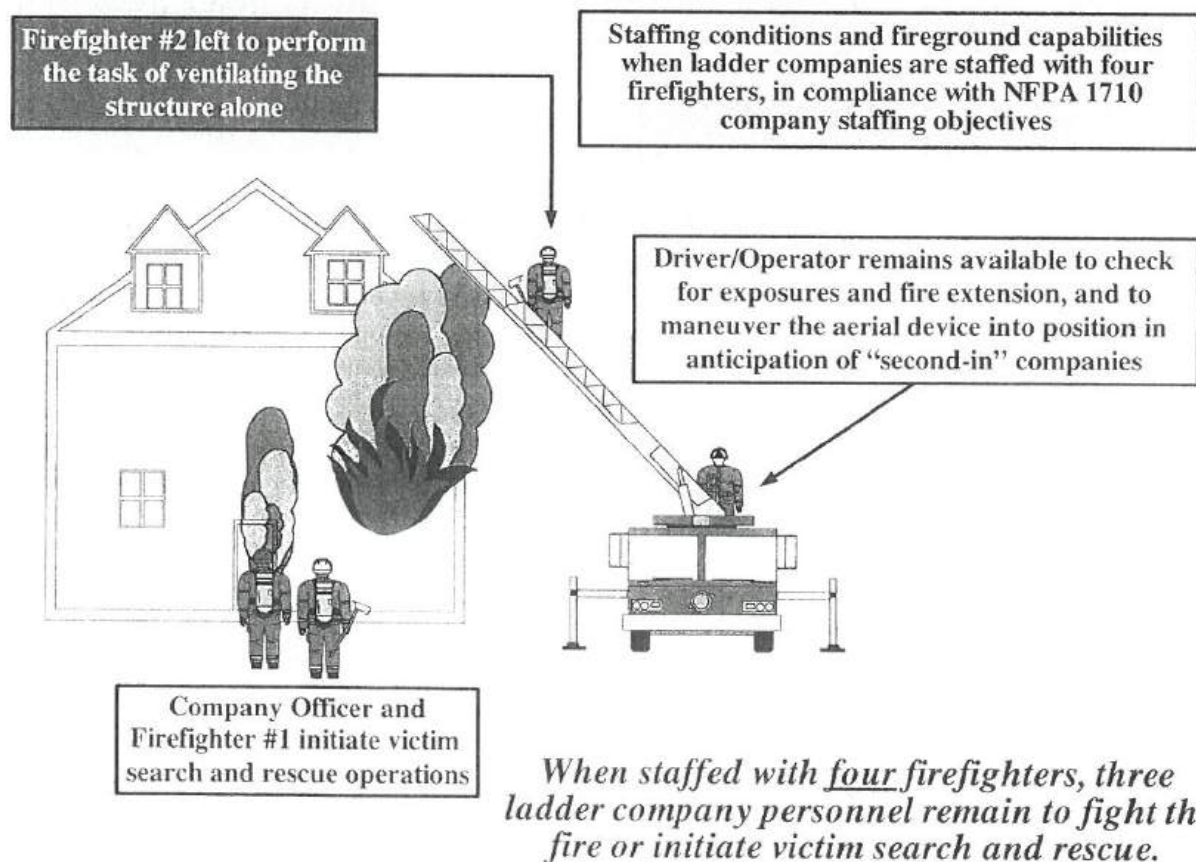 Firefighter #2 left to perform
the task of ventilating the
structure alone
Staffing conditions and fireground capabilities
when ladder companies are staffed with four
firefighters, in compliance with NFPA 1710
company staffing objectives
Driver/Operator remains available to check
for exposures and fire extension, and to
maneuver the aerial device into position in
anticipation of “second-in” companies
Company Officer and
Firefighter #1 initiate victim
search and rescue operations
When staffed with four firefighters, three
ladder company personnel remain to fight th
fire or initiate victim search and rescue.